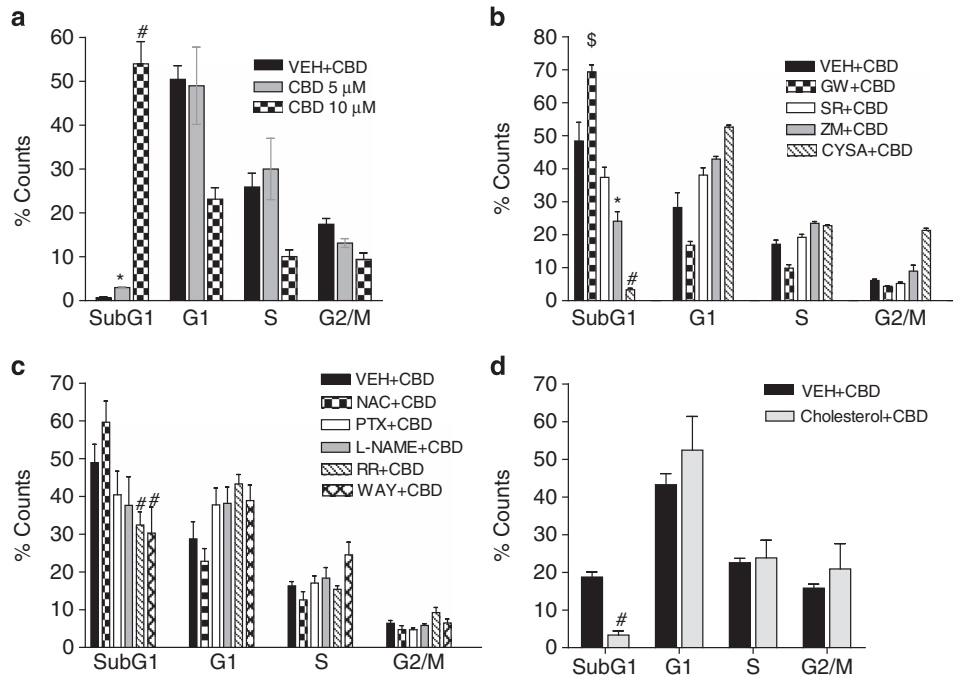 a
% Counts
60
50
40
30
20
10
0
#
*
VEH+CBD
CBD 5 µM
CBD 10 µM
SubG1 G1 S G2/M
b
% Counts
80
70
60
50
40
30
20
10
0
$
*
#
VEH+CBD
GW+CBD
SR+CBD
ZM+CBD
CYSA+CBD
SubG1 G1 S G2/M
c
% Counts
70
60
50
40
30
20
10
0
# #
VEH+CBD
NAC+CBD
PTX+CBD
L-NAME+CBD
RR+CBD
WAY+CBD
SubG1 G1 S G2/M
d
% Counts
70
60
50
40
30
20
10
0
#
VEH+CBD
Cholesterol+CBD
SubG1 G1 S G2/M